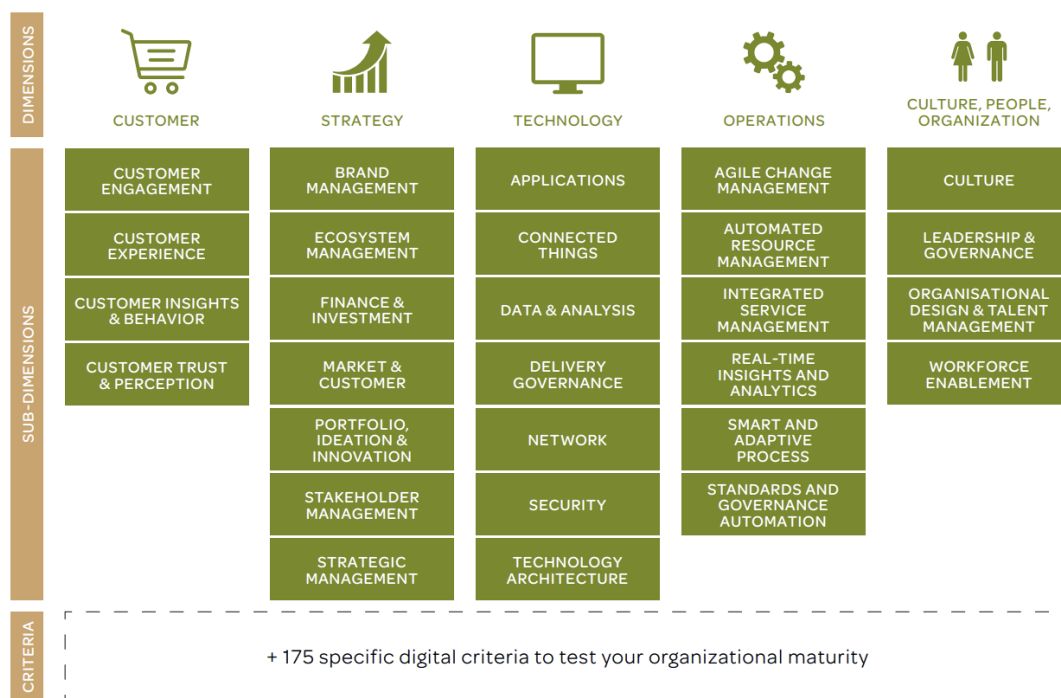 DIMENSIONS
CUSTOMER
STRATEGY
TECHNOLOGY
OPERATIONS
CULTURE, PEOPLE,
ORGANIZATION
SUB-DIMENSIONS
CUSTOMER
ENGAGEMENT
CUSTOMER
EXPERIENCE
CUSTOMER INSIGHTS
& BEHAVIOR
CUSTOMER TRUST
& PERCEPTION
BRAND
MANAGEMENT
ECOSYSTEM
MANAGEMENT
FINANCE &
INVESTMENT
MARKET &
CUSTOMER
PORTFOLIO,
IDEATION &
INNOVATION
STAKEHOLDER
MANAGEMENT
STRATEGIC
MANAGEMENT
APPLICATIONS
CONNECTED
THINGS
DATA & ANALYSIS
DELIVERY
GOVERNANCE
NETWORK
SECURITY
TECHNOLOGY
ARCHITECTURE
AGILE CHANGE
MANAGEMENT
AUTOMATED
RESOURCE
MANAGEMENT
INTEGRATED
SERVICE
MANAGEMENT
REAL-TIME
INSIGHTS AND
ANALYTICS
SMART AND
ADAPTIVE
PROCESS
STANDARDS AND
GOVERNANCE
AUTOMATION
CULTURE
LEADERSHIP &
GOVERNANCE
ORGANISATIONAL
DESIGN & TALENT
MANAGEMENT
WORKFORCE
ENABLEMENT
CRITERIA
+ 175 specific digital criteria to test your organizational maturity